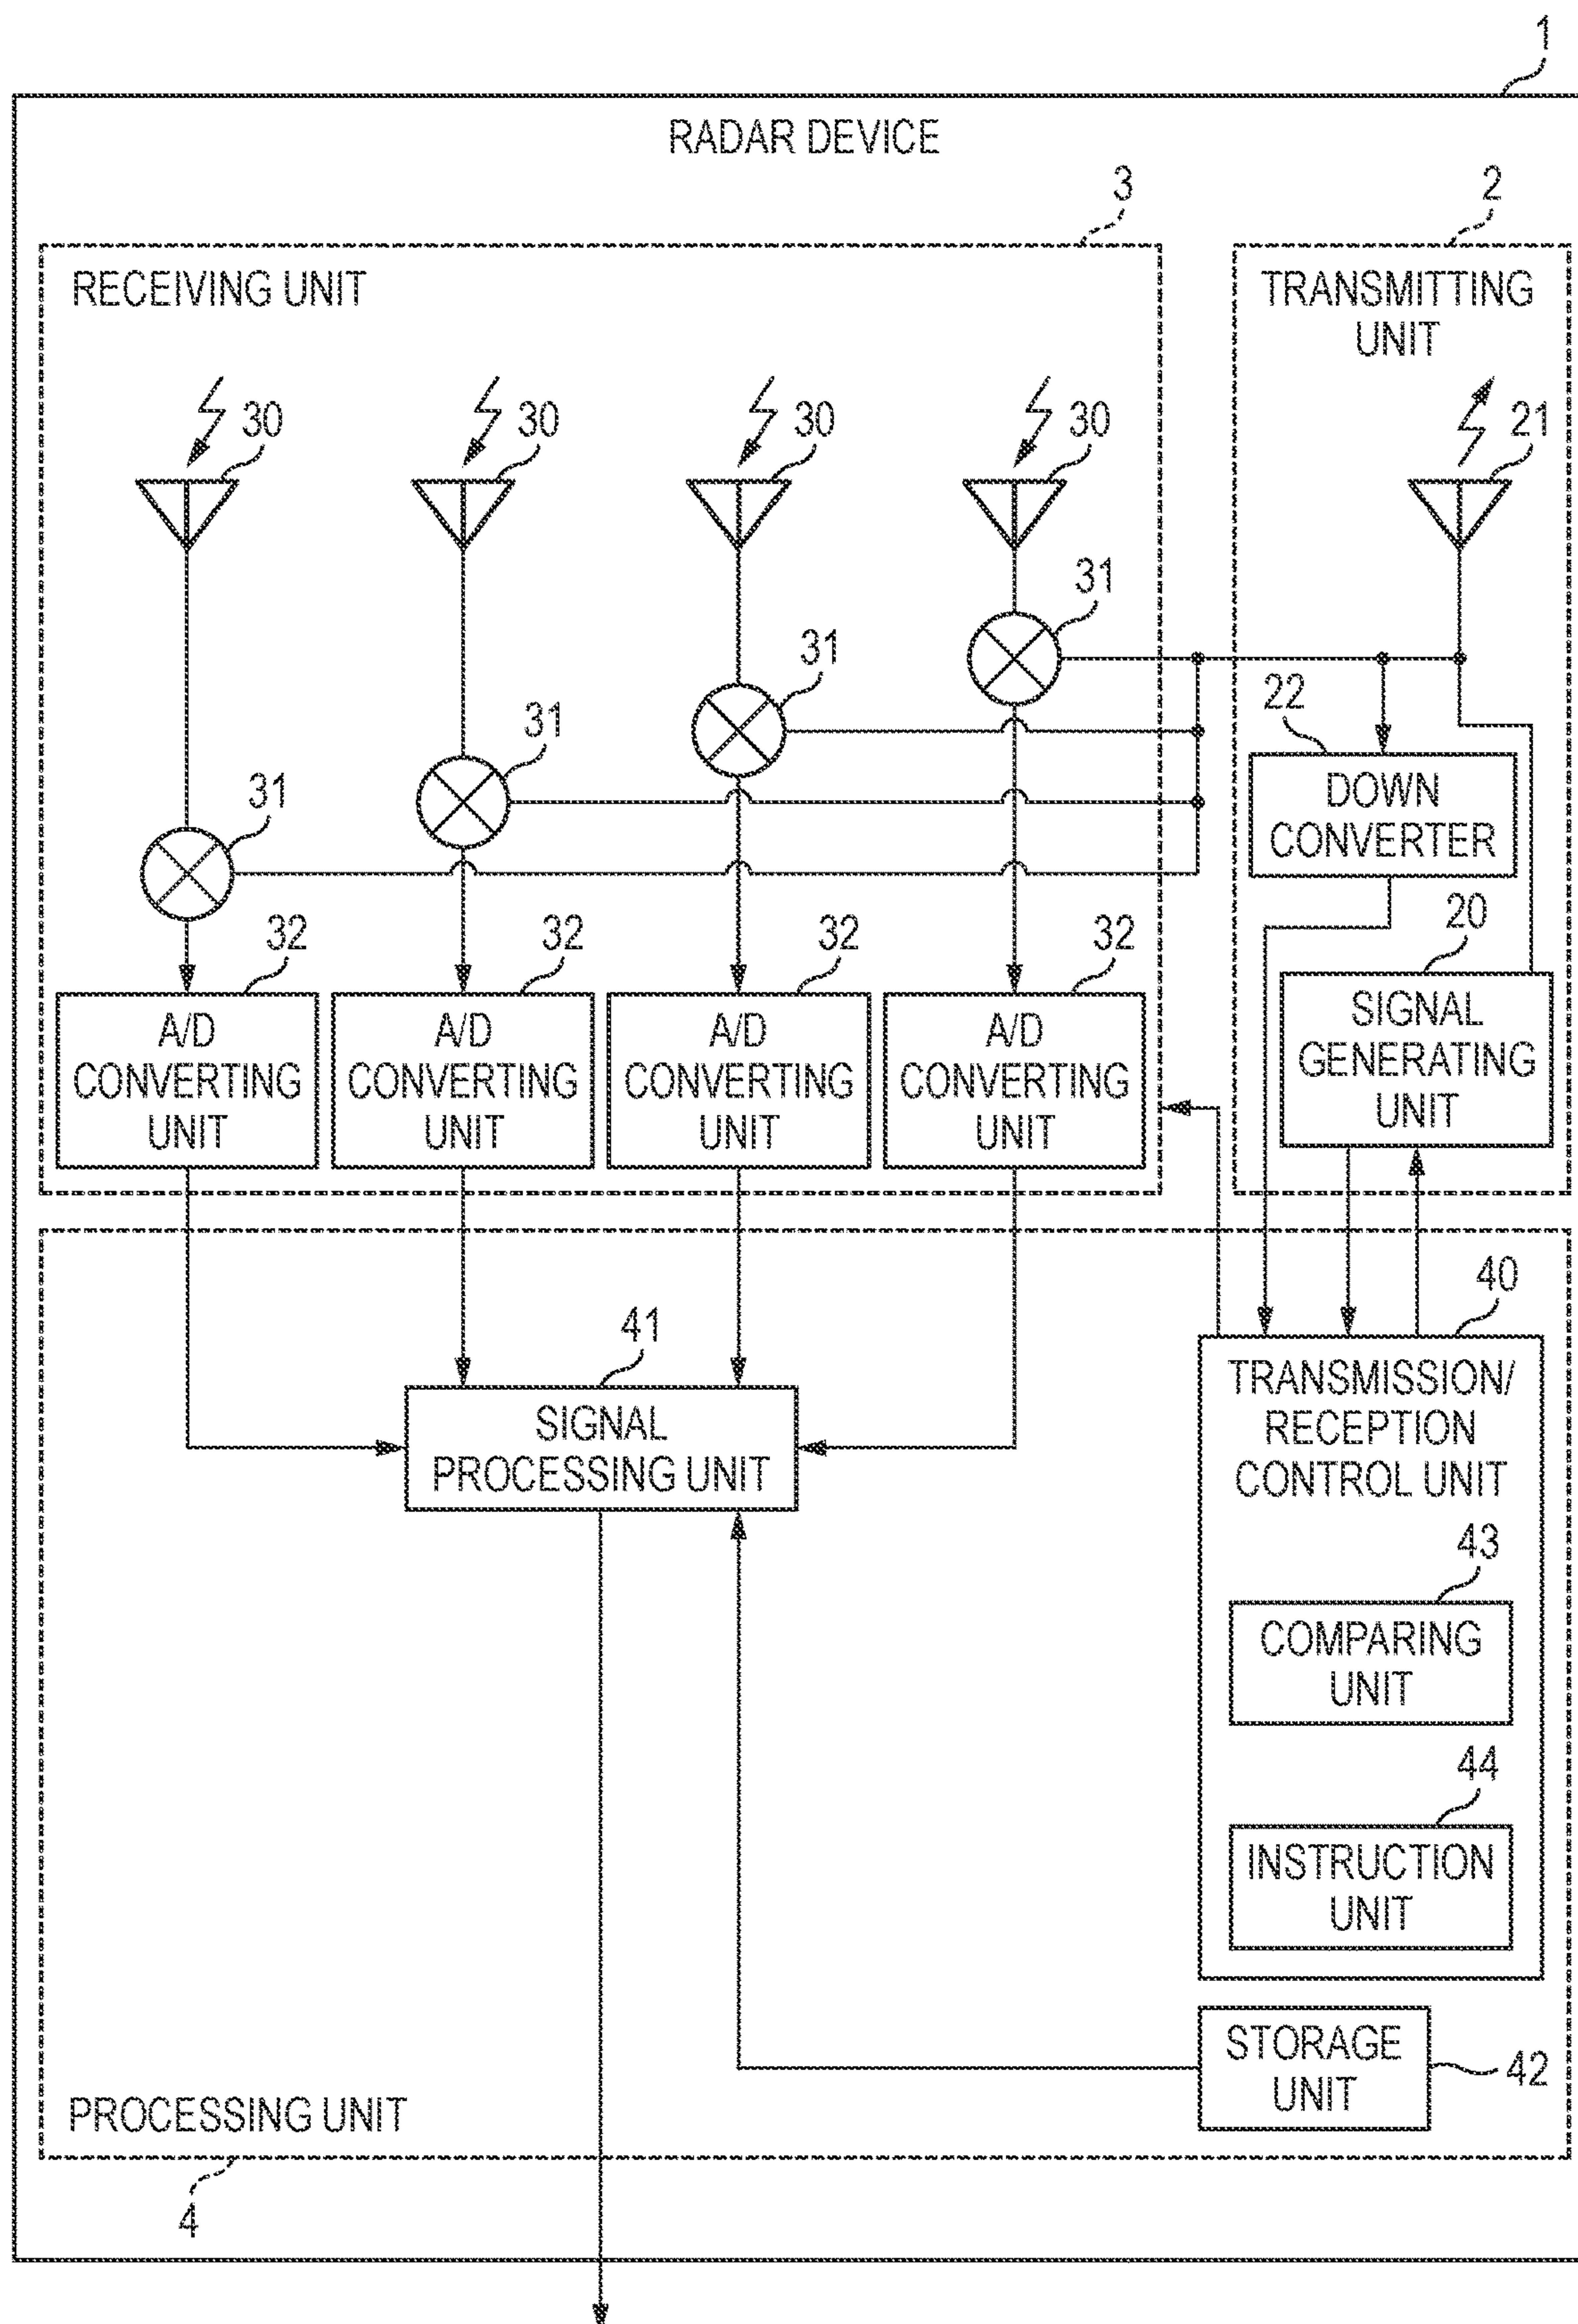 1
RADAR DEVICE
3
2
RECEIVING UNIT
TRANSMITTING
UNIT
30
30
30
30
21
31
31
31
31
22
DOWN
CONVERTER
20
SIGNAL
GENERATING
UNIT
32
32
32
32
A/D
CONVERTING
UNIT
A/D
CONVERTING
UNIT
A/D
CONVERTING
UNIT
A/D
CONVERTING
UNIT
41
SIGNAL
PROCESSING UNIT
40
TRANSMISSION/
RECEPTION
CONTROL UNIT
43
COMPARING
UNIT
44
INSTRUCTION
UNIT
STORAGE
UNIT
42
PROCESSING UNIT
4